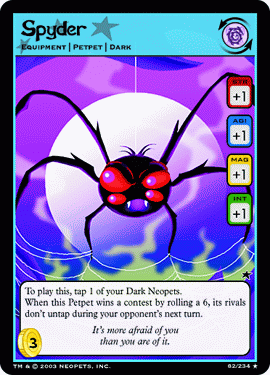 Spyder
EQUIPMENT | PETPET | DARK
STR
+1
AGI
+1
MAG
+1
INT
+1
To play this, tap 1 of your Dark Neopets.
When this Petpet wins a contest by rolling a 6, its rivals
don't untap during your opponent's next turn.
It's more afraid of you
than you are of it.
3
TM & © 2003 NEOPETS, INC.
82/234 ★